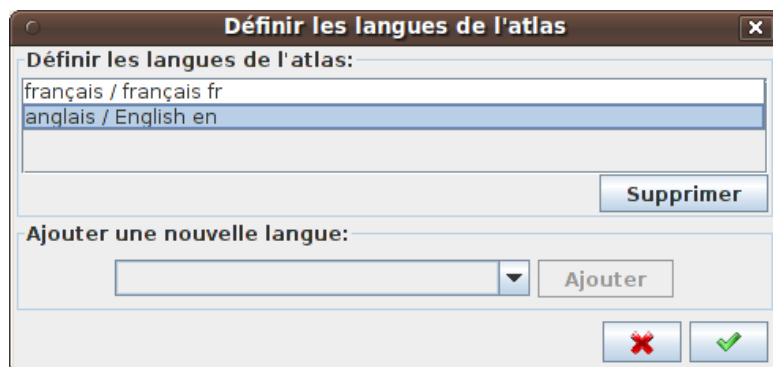 Définir les langues de l'atlas
Définir les langues de l'atlas:
français / français fr
anglais / English en
Supprimer
Ajouter une nouvelle langue:
Ajouter